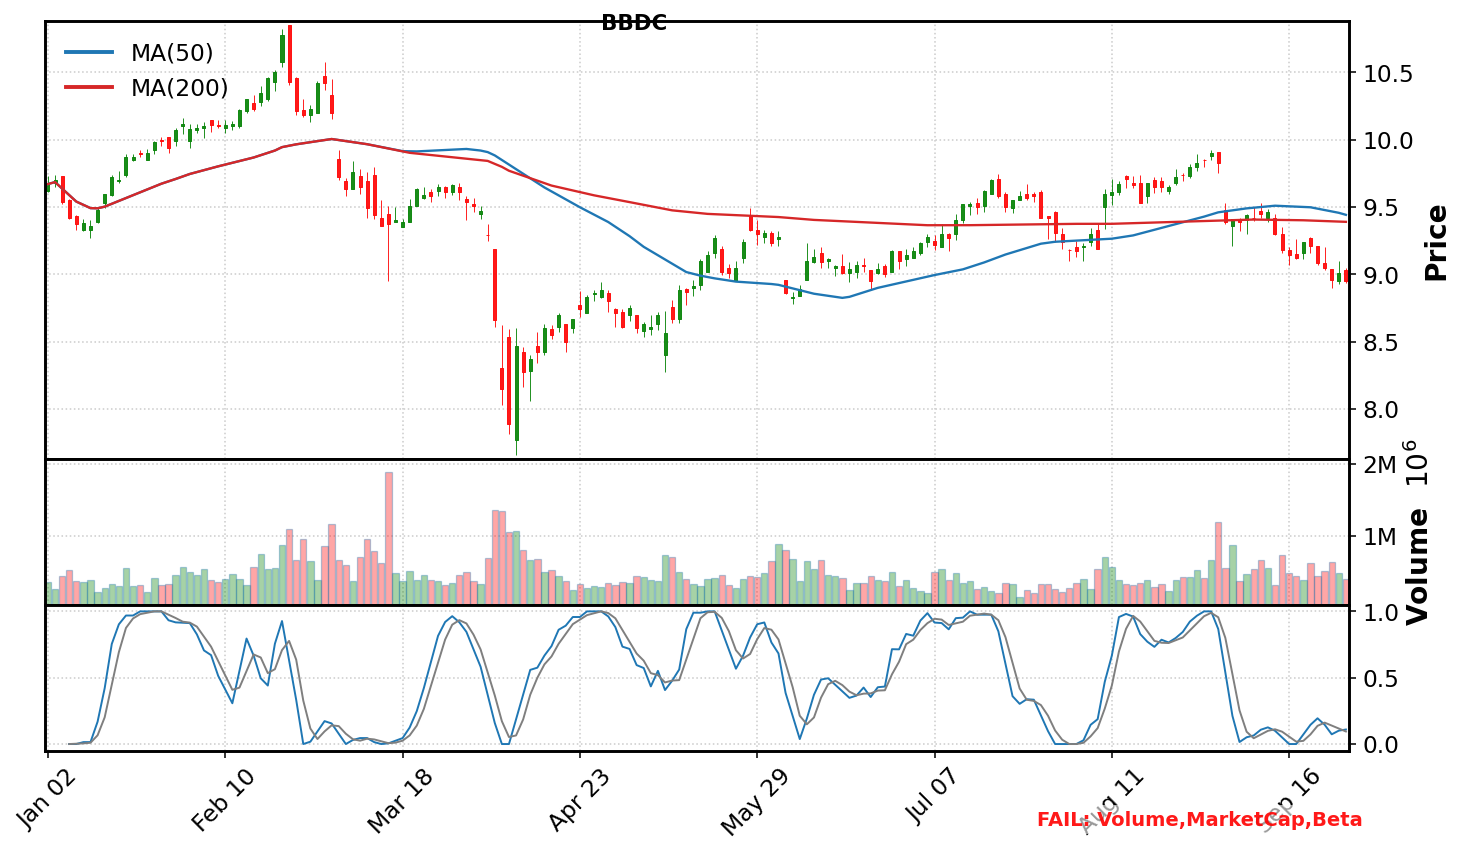 BBDC
MA(50)
MA(200)
10.5
10.0
9.5
9.0
8.5
8.0
Price
2M
1M
Volume 10^6
1.0
0.5
0.0
Jan 02
Feb 10
Mar 18
Apr 23
May 29
Jul 07
Aug 11
Sep 16
FAIL: Volume,MarketCap,Beta